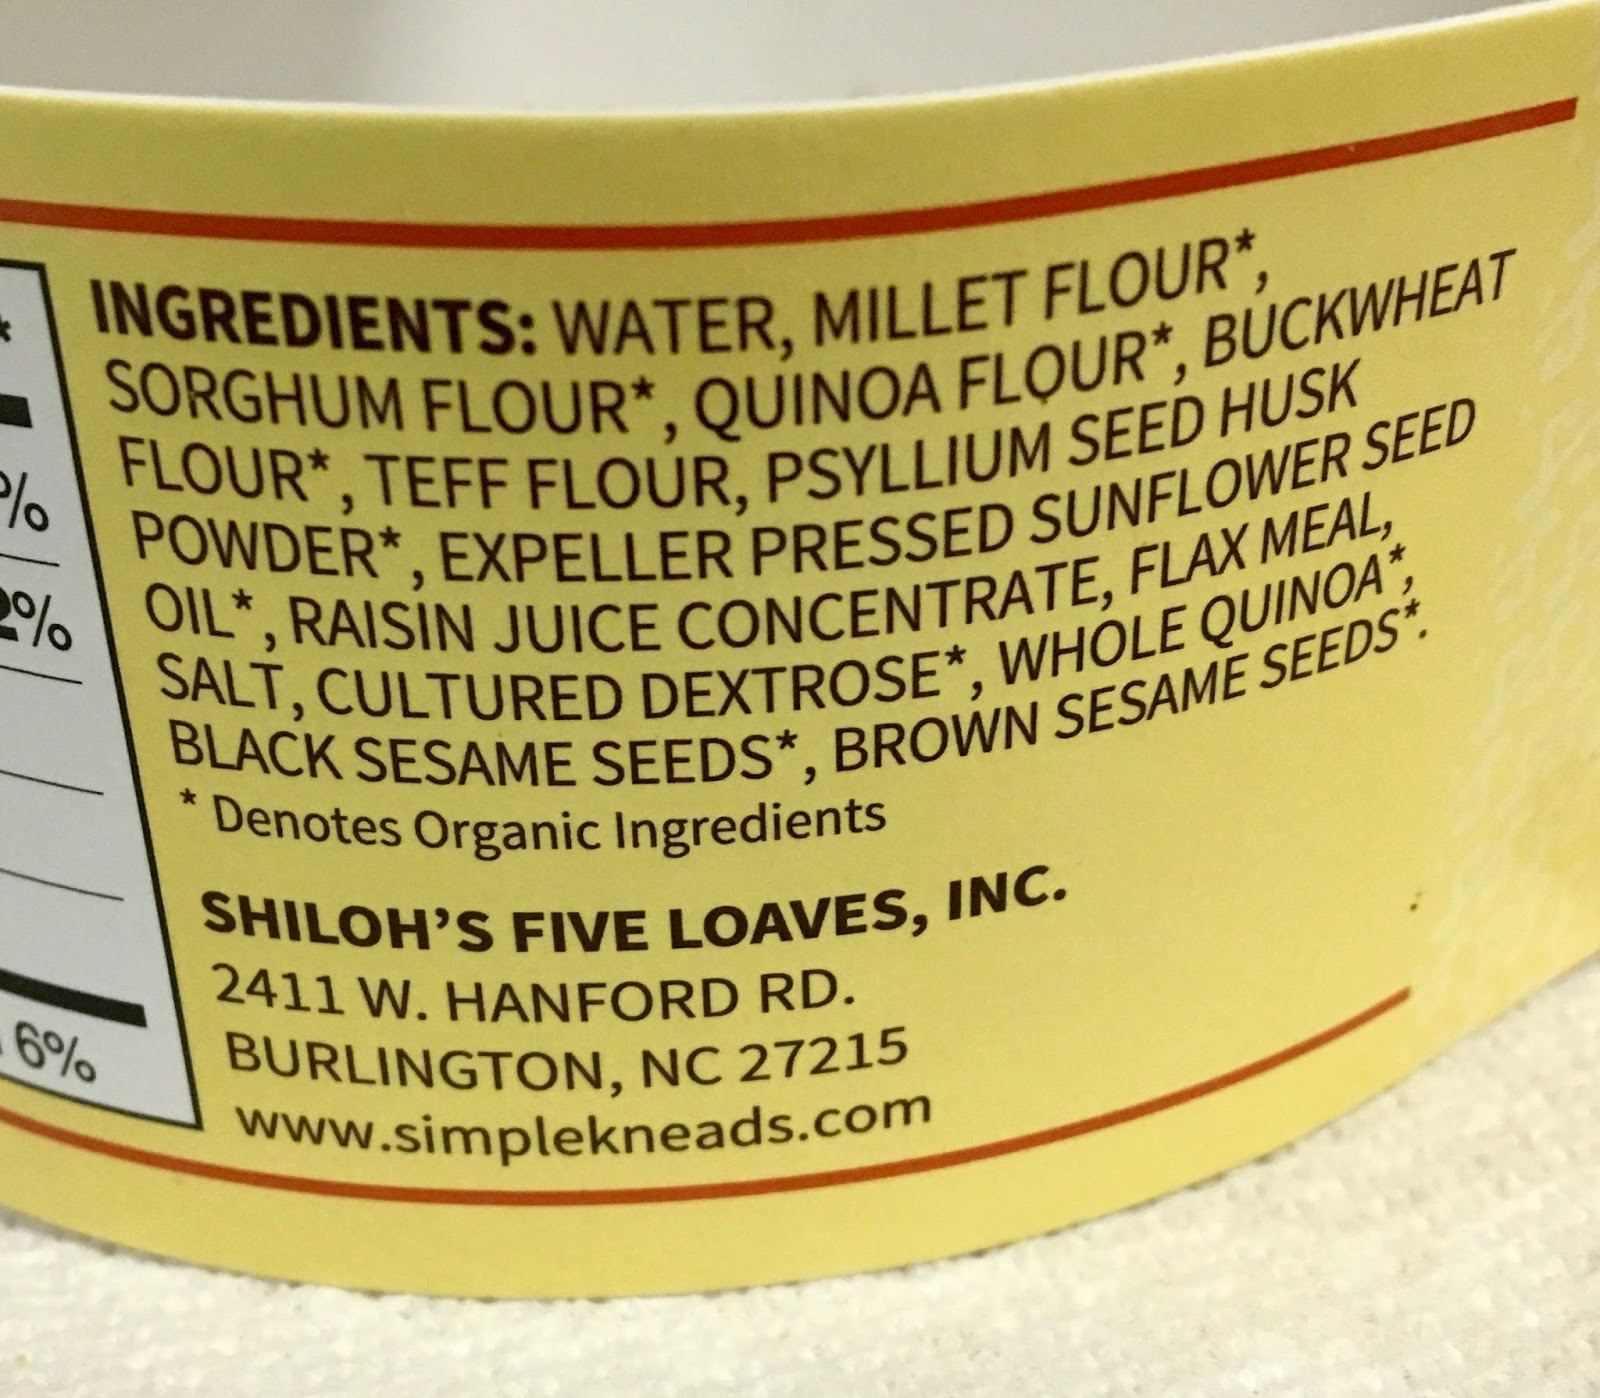 INGREDIENTS: WATER, MILLET FLOUR*,
SORGHUM FLOUR*, QUINOA FLOUR*, BUCKWHEAT
FLOUR*, TEFF FLOUR, PSYLLIUM SEED HUSK
POWDER*, EXPELLER PRESSED SUNFLOWER SEED
OIL*, RAISIN JUICE CONCENTRATE, FLAX MEAL,
SALT, CULTURED DEXTROSE*, WHOLE QUINOA*,
BLACK SESAME SEEDS*, BROWN SESAME SEEDS*.
* Denotes Organic Ingredients
SHILOH'S FIVE LOAVES, INC.
2411 W. HANFORD RD.
BURLINGTON, NC 27215
www.simplekneads.com
*
%
2%
6%